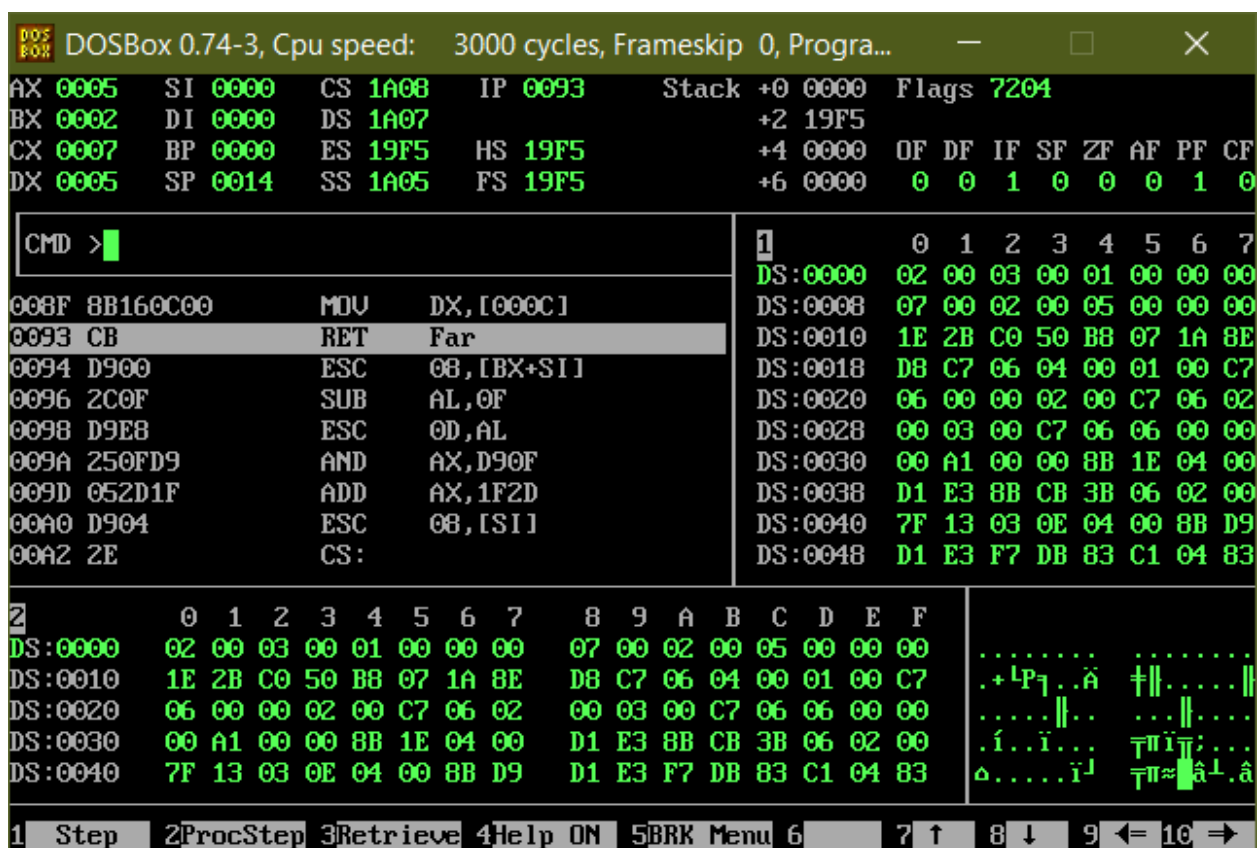 DOSBox 0.74-3, Cpu speed: 3000 cycles, Frameskip 0, Progra...
AX 0005 SI 0000 CS 1A08 IP 0093 Stack +0 0000 Flags 7204
BX 0002 DI 0000 DS 1A07 +2 19F5
CX 0007 BP 0000 ES 19F5 HS 19F5 +4 0000 OF DF IF SF ZF AF PF CF
DX 0005 SP 0014 SS 1A05 FS 19F5 +6 0000 0 0 1 0 0 0 1 0
CMD >
008F 8B160C00 MOV DX,[000C]
0093 CB RET Far
0094 D900 ESC 08,[BX+SI]
0096 2C0F SUB AL,0F
0098 D9E8 ESC 0D,AL
009A 250FD9 AND AX,D90F
009D 052D1F ADD AX,1F2D
00A0 D904 ESC 08,[SI]
00A2 2E CS:
1 0 1 2 3 4 5 6 7
DS:0000 02 00 03 00 01 00 00 00
DS:0008 07 00 02 00 05 00 00 00
DS:0010 1E 2B C0 50 B8 07 1A 8E
DS:0018 D8 C7 06 04 00 01 00 C7
DS:0020 06 00 00 02 00 C7 06 02
DS:0028 00 03 00 C7 06 06 00 00
DS:0030 00 A1 00 00 8B 1E 04 00
DS:0038 D1 E3 8B CB 3B 06 02 00
DS:0040 7F 13 03 0E 04 00 8B D9
DS:0048 D1 E3 F7 DB 83 C1 04 83
2 0 1 2 3 4 5 6 7 8 9 A B C D E F
DS:0000 02 00 03 00 01 00 00 00 07 00 02 00 05 00 00 00 ........ ........
DS:0010 1E 2B C0 50 B8 07 1A 8E D8 C7 06 04 00 01 00 C7 .+└P╕..Ä ╪╟.....╟
DS:0020 06 00 00 02 00 C7 06 02 00 03 00 C7 06 06 00 00 .....╟.. ...╟....
DS:0030 00 A1 00 00 8B 1E 04 00 D1 E3 8B CB 3B 06 02 00 .í..ï... ╤πï╦;...
DS:0040 7F 13 03 0E 04 00 8B D9 D1 E3 F7 DB 83 C1 04 83 ⌂.....ï┘ ╤π≈█â┴.â
1 Step 2ProcStep 3Retrieve 4Help ON 5BRK Menu 6 7 ↑ 8 ↓ 9 ⇐ 10 ⇒